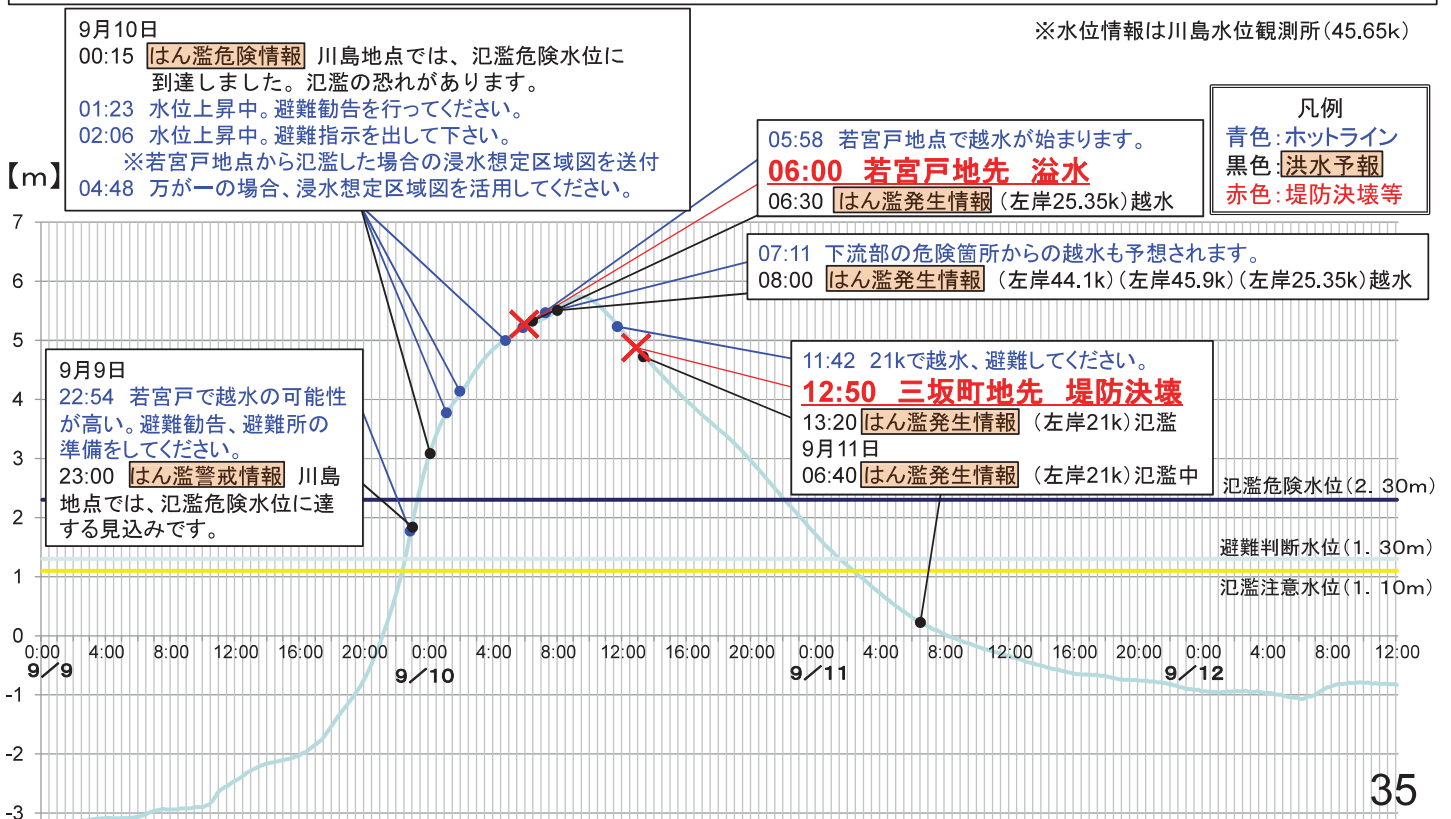 ※水位情報は川島水位観測所(45.65k)
9月10日
00:15 はん濫危険情報 川島地点では、氾濫危険水位に
到達しました。氾濫の恐れがあります。
01:23 水位上昇中。避難勧告を行ってください。
02:06 水位上昇中。避難指示を出して下さい。
※若宮戸地点から氾濫した場合の浸水想定区域図を送付
04:48 万が一の場合、浸水想定区域図を活用してください。
凡例
青色:ホットライン
黒色:洪水予報
赤色:堤防決壊等
05:58 若宮戸地点で越水が始まります。
06:00 若宮戸地先 溢水
06:30 はん濫発生情報 (左岸25.35k)越水
07:11 下流部の危険箇所からの越水も予想されます。
08:00 はん濫発生情報 (左岸44.1k)(左岸45.9k)(左岸25.35k)越水
9月9日
22:54 若宮戸で越水の可能性
が高い。避難勧告、避難所の
準備をしてください。
23:00 はん濫警戒情報 川島
地点では、氾濫危険水位に達
する見込みです。
11:42 21kで越水、避難してください。
12:50 三坂町地先 堤防決壊
13:20 はん濫発生情報 (左岸21k)氾濫
9月11日
06:40 はん濫発生情報 (左岸21k)氾濫中
氾濫危険水位(2.30m)
避難判断水位(1.30m)
氾濫注意水位(1.10m)
【m】
7
6
5
4
3
2
1
0
-1
-2
-3
0:00 4:00 8:00 12:00 16:00 20:00 0:00 4:00 8:00 12:00 16:00 20:00 0:00 4:00 8:00 12:00 16:00 20:00 0:00 4:00 8:00 12:00
9/9 9/10 9/11 9/12
35